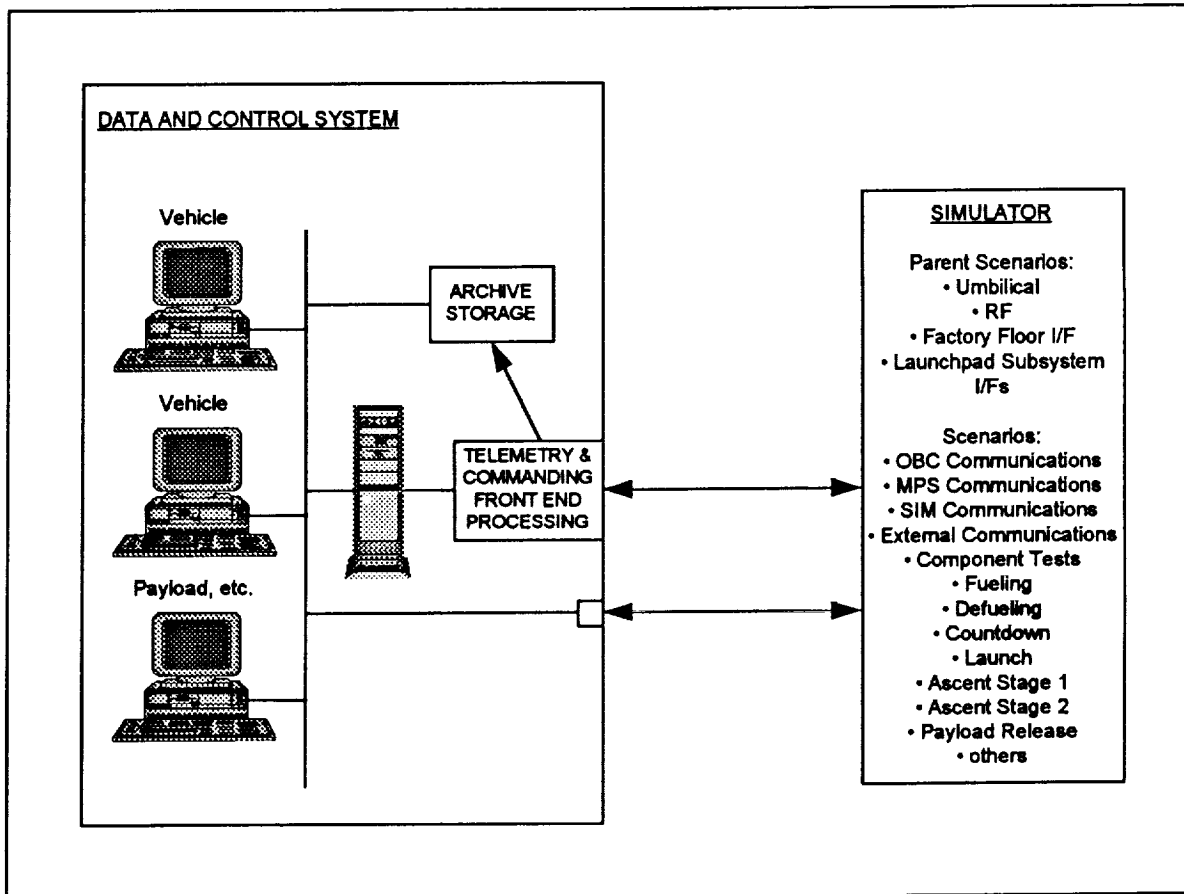 DATA AND CONTROL SYSTEM
Vehicle
Vehicle
Payload, etc.
ARCHIVE
STORAGE
TELEMETRY &
COMMANDING
FRONT END
PROCESSING
SIMULATOR
Parent Scenarios:
• Umbilical
• RF
• Factory Floor I/F
• Launchpad Subsystem
I/Fs
Scenarios:
• OBC Communications
• MPS Communications
• SIM Communications
• External Communications
• Component Tests
• Fueling
• Defueling
• Countdown
• Launch
• Ascent Stage 1
• Ascent Stage 2
• Payload Release
• others